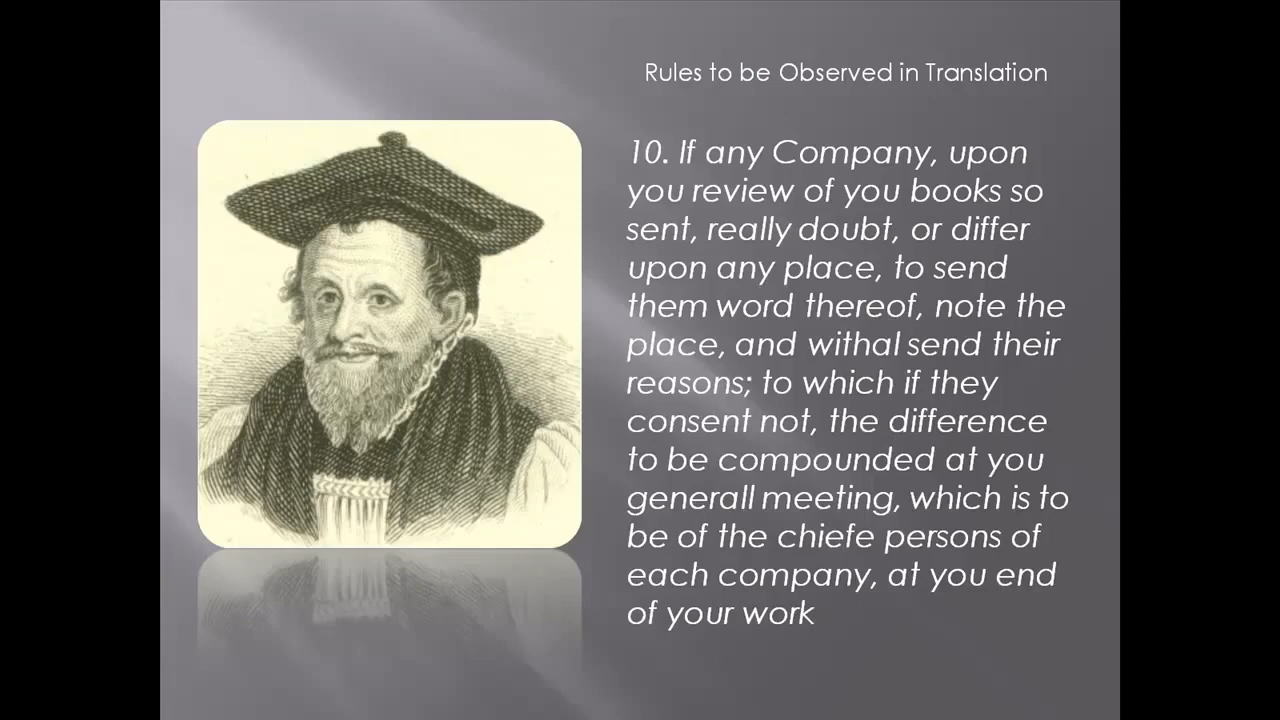 Rules to be Observed in Translation
10. If any Company, upon
you review of you books so
sent, really doubt, or differ
upon any place, to send
them word thereof, note the
place, and withal send their
reasons; to which if they
consent not, the difference
to be compounded at you
generall meeting, which is to
be of the chiefe persons of
each company, at you end
of your work